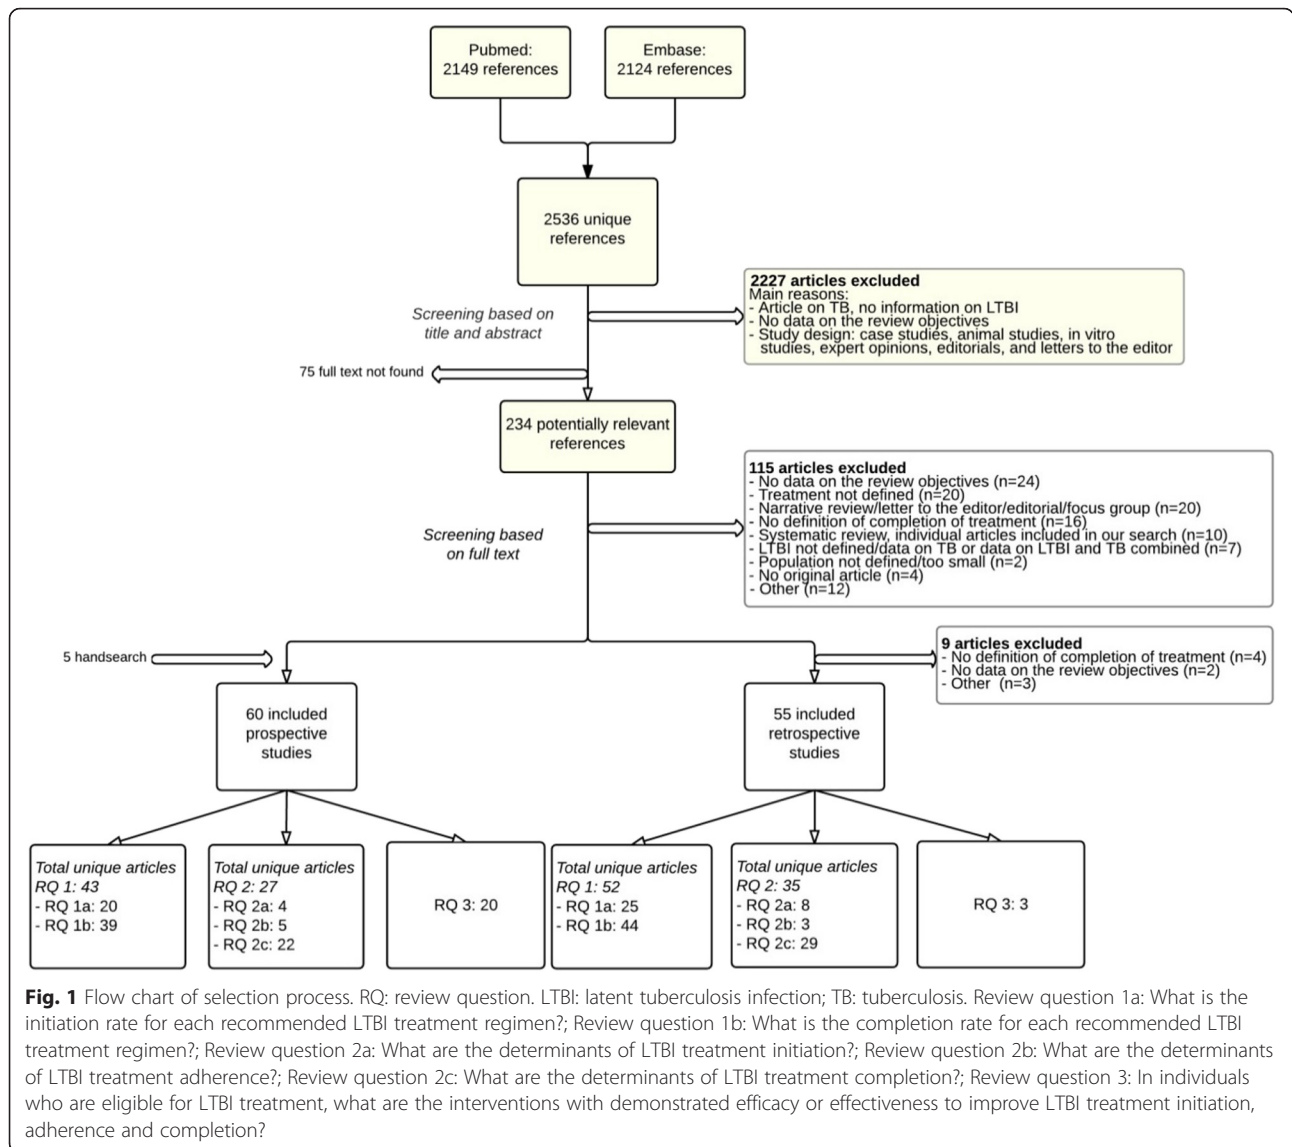 Pubmed:
2149 references
Embase:
2124 references
2536 unique
references
Screening based on
title and abstract
2227 articles excluded
Main reasons:
- Article on TB, no information on LTBI
- No data on the review objectives
- Study design: case studies, animal studies, in vitro
studies, expert opinions, editorials, and letters to the editor
75 full text not found
234 potentially relevant
references
Screening based
on full text
115 articles excluded
- No data on the review objectives (n=24)
- Treatment not defined (n=20)
- Narrative review/letter to the editor/editorial/focus group (n=20)
- No definition of completion of treatment (n=16)
- Systematic review, individual articles included in our search (n=10)
- LTBI not defined/data on TB or data on LTBI and TB combined (n=7)
- Population not defined/too small (n=2)
- No original article (n=4)
- Other (n=12)
5 handsearch
9 articles excluded
- No definition of completion of treatment (n=4)
- No data on the review objectives (n=2)
- Other (n=3)
60 included
prospective
studies
55 included
retrospective
studies
Total unique articles
RQ 1: 43
- RQ 1a: 20
- RQ 1b: 39
Total unique articles
RQ 2: 27
- RQ 2a: 4
- RQ 2b: 5
- RQ 2c: 22
RQ 3: 20
Total unique articles
RQ 1: 52
- RQ 1a: 25
- RQ 1b: 44
Total unique articles
RQ 2: 35
- RQ 2a: 8
- RQ 2b: 3
- RQ 2c: 29
RQ 3: 3
Fig. 1 Flow chart of selection process. RQ: review question. LTBI: latent tuberculosis infection; TB: tuberculosis. Review question 1a: What is the
initiation rate for each recommended LTBI treatment regimen?; Review question 1b: What is the completion rate for each recommended LTBI
treatment regimen?; Review question 2a: What are the determinants of LTBI treatment initiation?; Review question 2b: What are the determinants
of LTBI treatment adherence?; Review question 2c: What are the determinants of LTBI treatment completion?; Review question 3: In individuals
who are eligible for LTBI treatment, what are the interventions with demonstrated efficacy or effectiveness to improve LTBI treatment initiation,
adherence and completion?